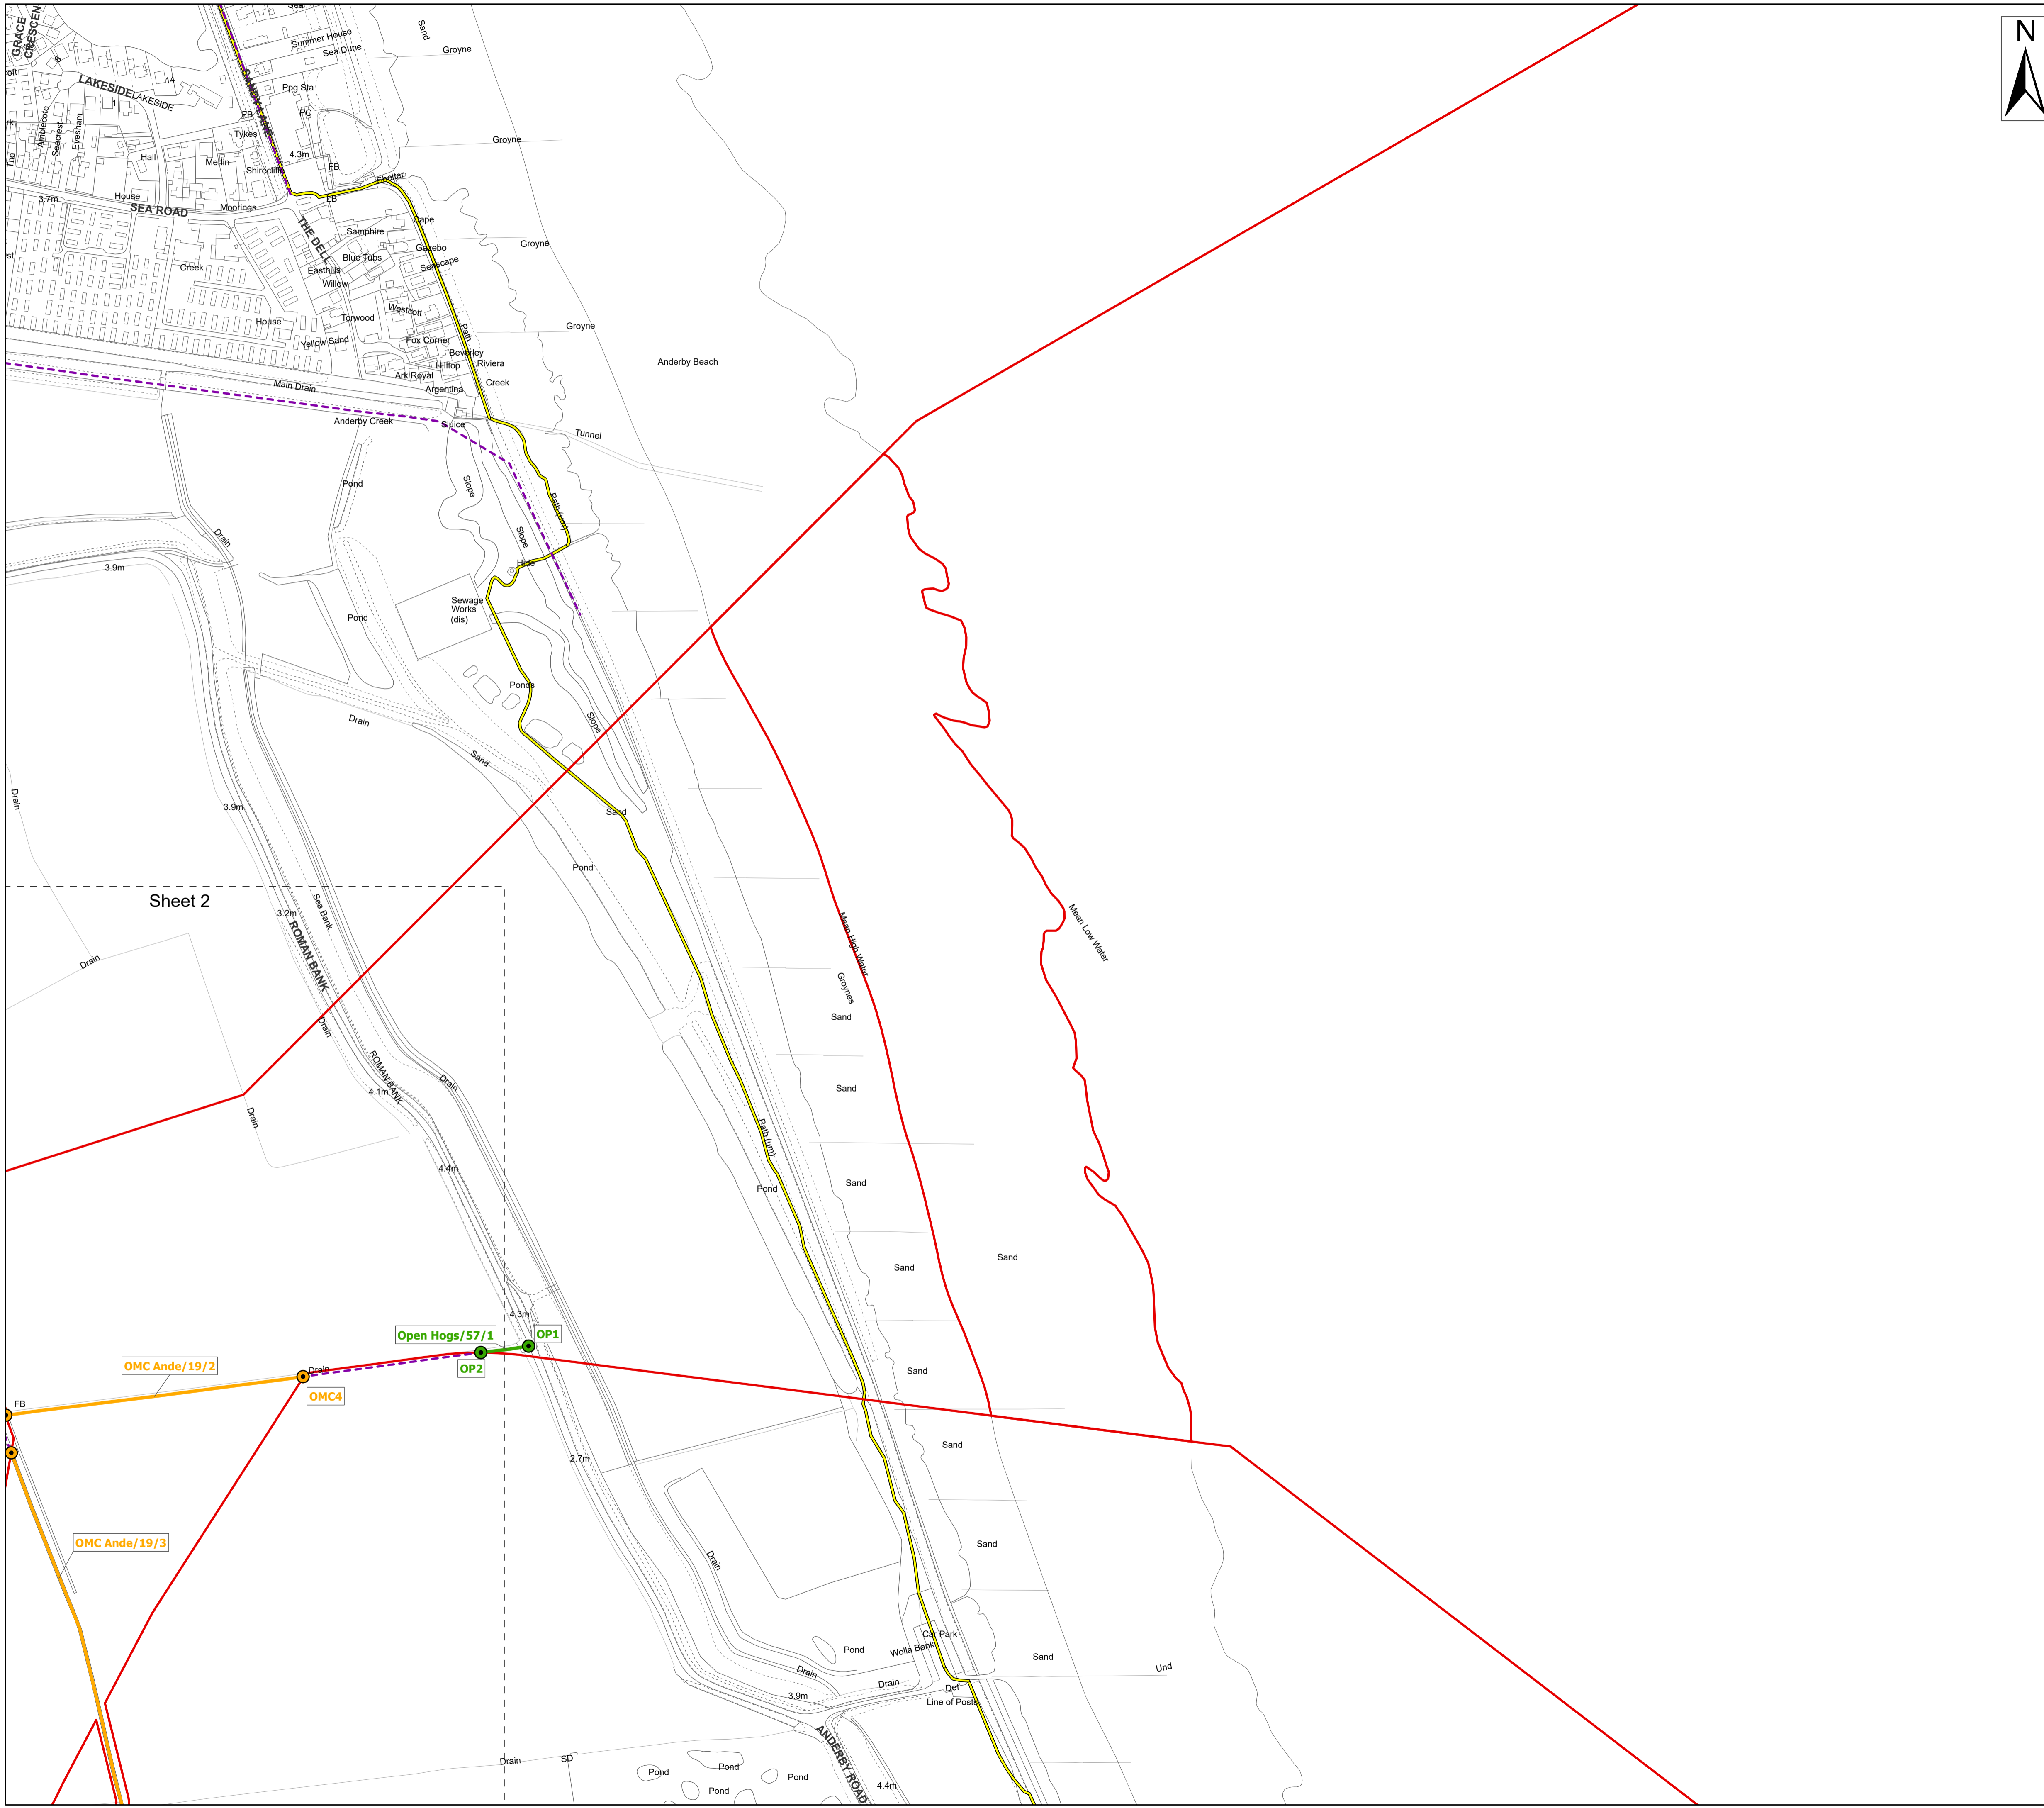 GRACE
CRESCEN
Sea
Summer House
Sea Dune
Sand
Groyne
N
roft
8
LAKESIDE
LAKESIDE
14
1
SANDY LANE
Ppg Sta
PC
FB
Tykes
4.3m
Groyne
rk
The
Amblecote
Seacrest
Evesham
Hall
Merlin
Shirecliffe
FB
Shelter
3.7m
House
SEA ROAD
Moorings
LB
THE DELL
Cape
Samphire
Gazebo
Groyne
Blue Tubs
Seascape
Creek
Easthills
Willow
Westcott
Torwood
House
Path
Groyne
Yellow Sand
Fox Corner
Beverley
Hilltop
Riviera
Anderby Beach
Ark Royal
Creek
Main Drain
Argentina
Anderby Creek
Sluice
Tunnel
Pond
Slope
Path (um)
Drain
Slope
Hide
3.9m
Sewage
Works
(dis)
Pond
Ponds
Drain
Slope
Sand
Drain
3.9m
Sand
Pond
Sheet 2
3.2m
Sea Bank
ROMAN BANK
Drain
Mean High Water
Mean Low Water
Groynes
Sand
Drain
ROMAN BANK
Drain
4.1m
Sand
Drain
Path (um)
4.4m
Pond
Sand
Sand
Sand
4.3m
Open Hogs/57/1
OP1
OP2
OMC Ande/19/2
Drain
OMC4
Sand
FB
Sand
2.7m
OMC Ande/19/3
Drain
Sand
Car Park
Wolla Bank
Pond
Sand
Und
Drain
Drain
Def
3.9m
Line of Posts
ANDERBY ROAD
Drain
SD
Pond
Pond
Pond
Pond
4.4m